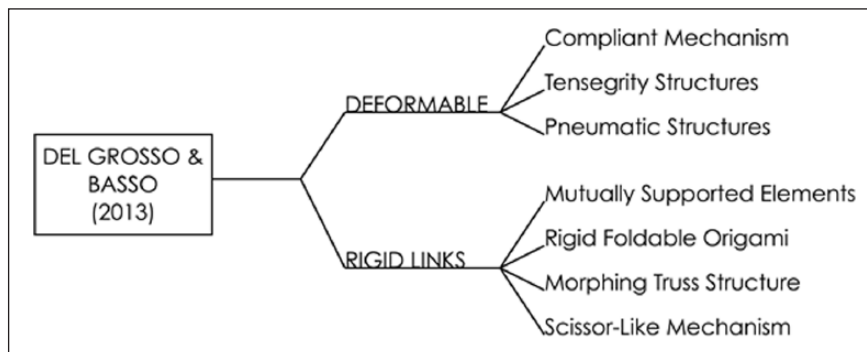 DEL GROSSO &
BASSO
(2013)
DEFORMABLE
Compliant Mechanism
Tensegrity Structures
Pneumatic Structures
RIGID LINKS
Mutually Supported Elements
Rigid Foldable Origami
Morphing Truss Structure
Scissor-Like Mechanism